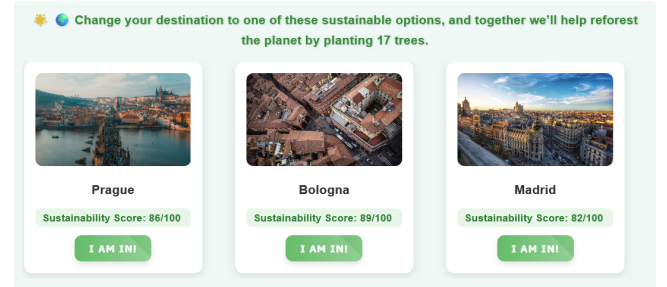 Change your destination to one of these sustainable options, and together we'll help reforest
the planet by planting 17 trees.
Prague
Sustainability Score: 86/100
I AM IN!
Bologna
Sustainability Score: 89/100
I AM IN!
Madrid
Sustainability Score: 82/100
I AM IN!